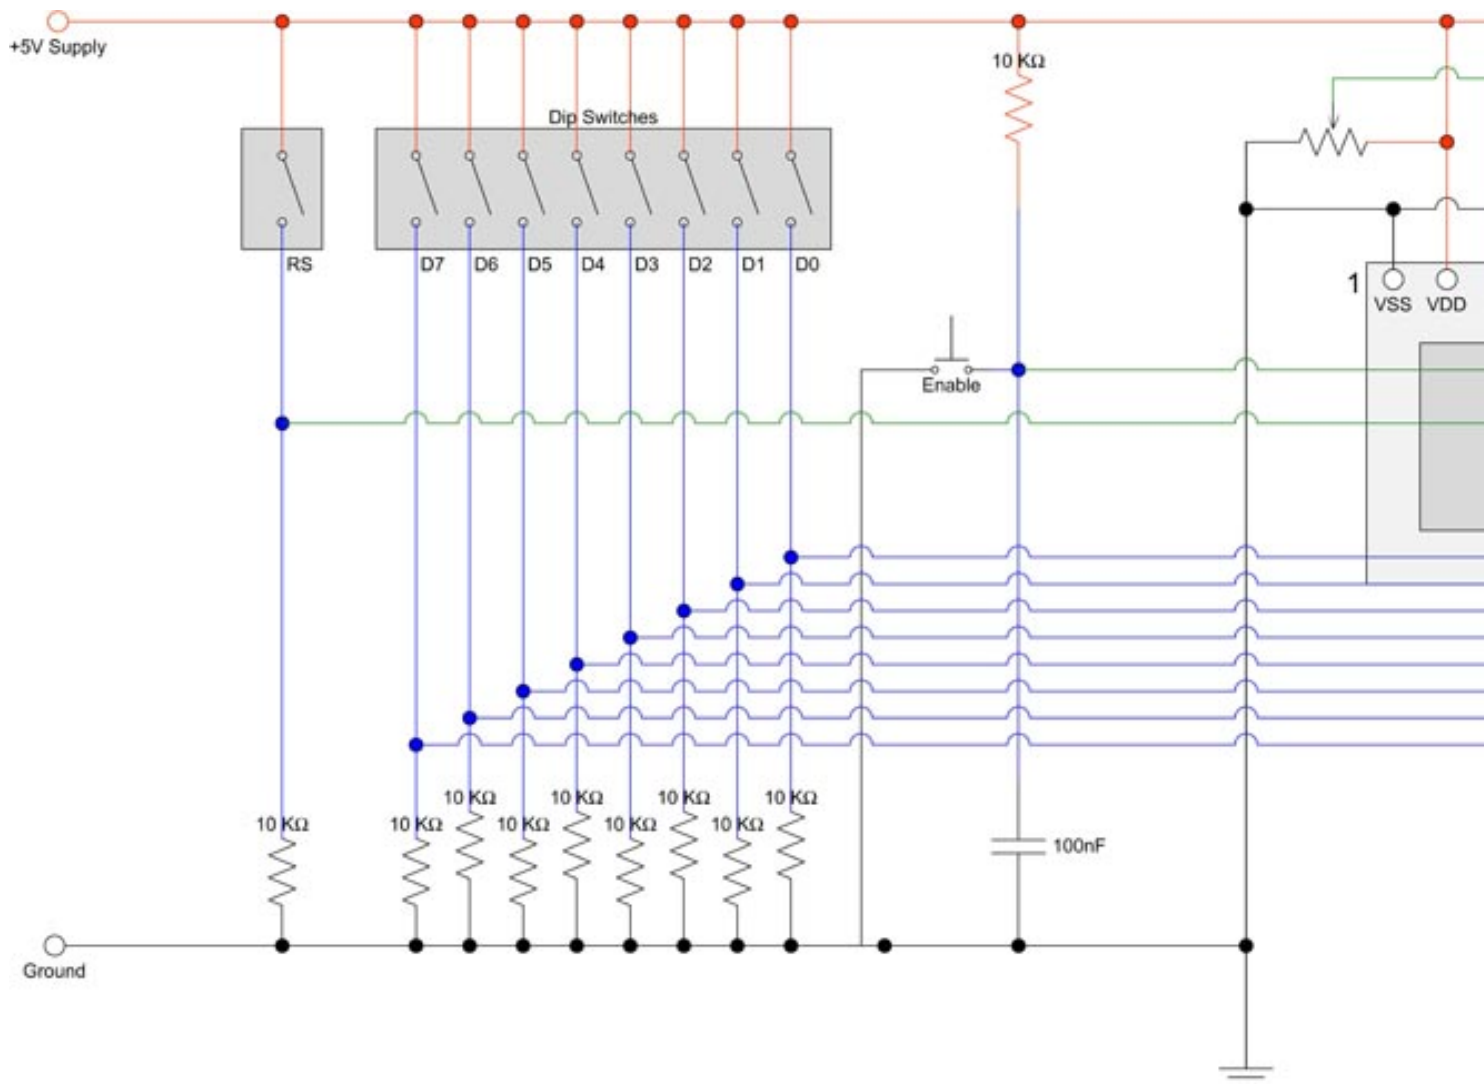 +5V Supply
10 KΩ
Dip Switches
RS
D7 D6 D5 D4 D3 D2 D1 D0
1
VSS VDD
Enable
10 KΩ 10 KΩ 10 KΩ 10 KΩ
10 KΩ 10 KΩ 10 KΩ 10 KΩ 10 KΩ
100nF
Ground